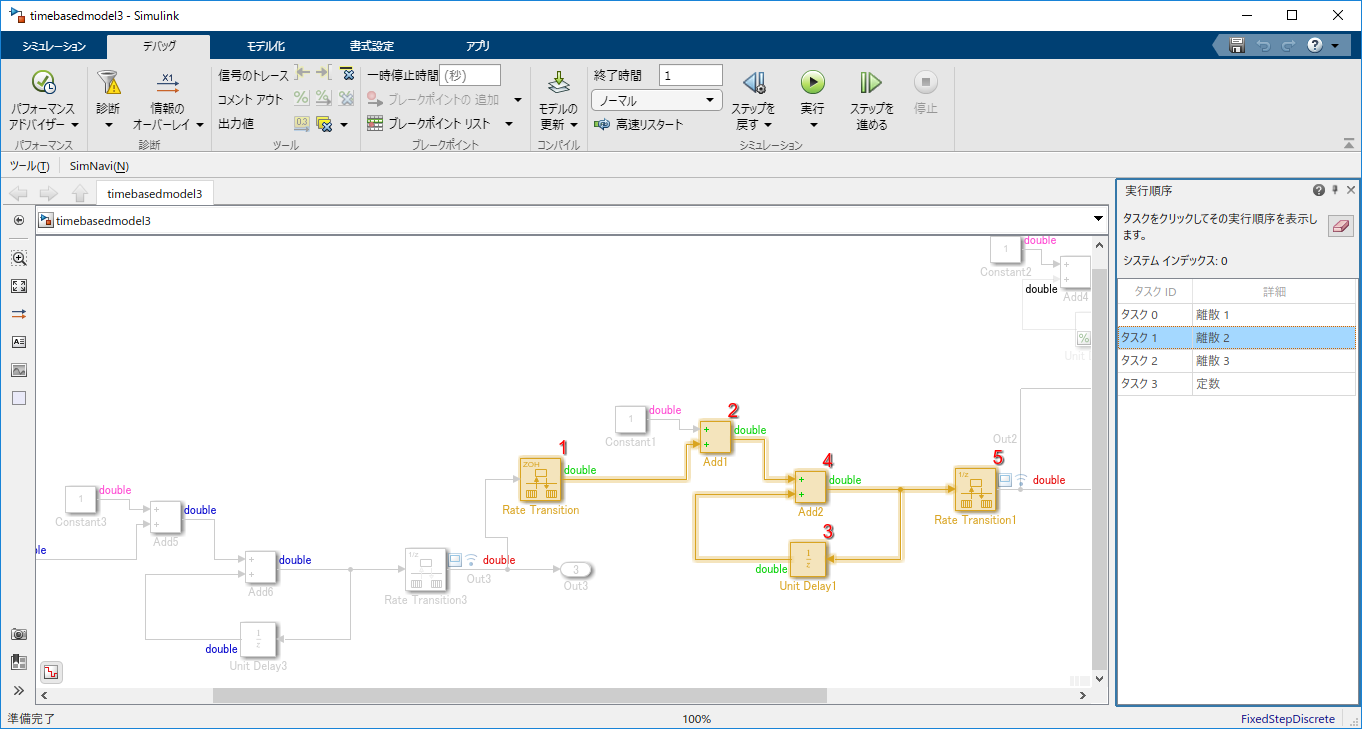 timebasedmodel3 - Simulink
シミュレーション デバッグ モデル化 書式設定 アプリ
パフォーマンス
アドバイザー
パフォーマンス
診断
情報の
オーバーレイ
診断
信号のトレース
コメント アウト
出力値
ツール
一時停止時間 (秒)
ブレークポイントの 追加
ブレークポイント リスト
ブレークポイント
モデルの
更新
コンパイル
終了時間 1
ノーマル
高速リスタート
ステップを
戻す
実行
ステップを
進める
停止
シミュレーション
ツール(T) SimNavi(N)
timebasedmodel3
timebasedmodel3
1
double
Constant2
double
Add4
Unit
1
double
Constant1
2
double
Add1
1
ZOH
double
Rate Transition
4
double
Add2
3
1
z
double
Unit Delay1
5
1/z
Out2
double
Rate Transition1
1
double
Constant3
double
Add5
ble
double
Add6
1/z
double
Out3
Rate Transition3
3
Out3
1
z
double
Unit Delay3
実行順序
タスクをクリックしてその実行順序を表示し
ます。
システム インデックス: 0
タスク ID 詳細
タスク 0 離散 1
タスク 1 離散 2
タスク 2 離散 3
タスク 3 定数
準備完了 100% FixedStepDiscrete